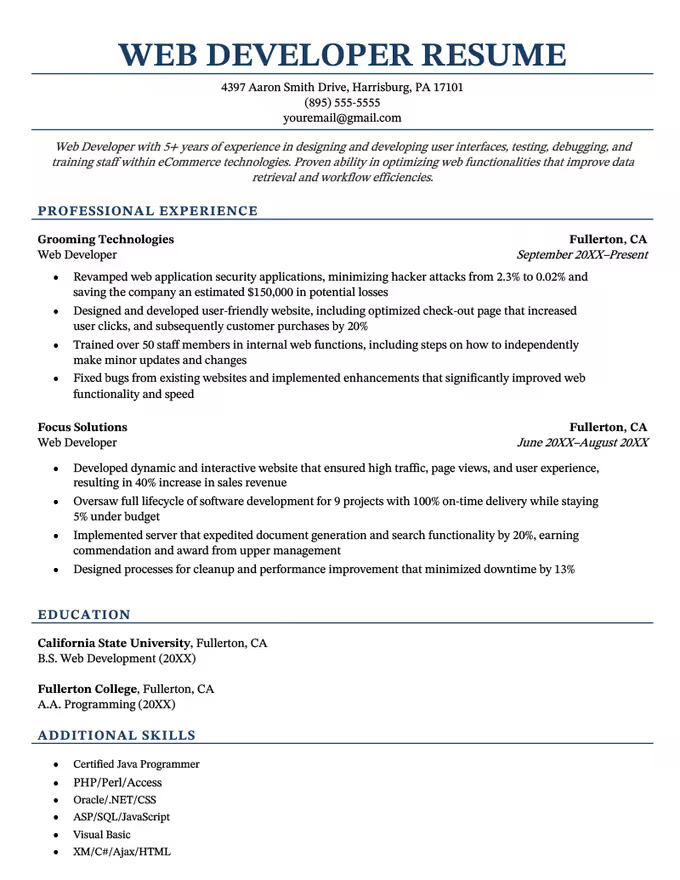 WEB DEVELOPER RESUME
4397 Aaron Smith Drive, Harrisburg, PA 17101
(895) 555-5555
youremail@gmail.com
Web Developer with 5+ years of experience in designing and developing user interfaces, testing, debugging, and
training staff within eCommerce technologies. Proven ability in optimizing web functionalities that improve data
retrieval and workflow efficiencies.
PROFESSIONAL EXPERIENCE
Grooming Technologies Fullerton, CA
Web Developer September 20XX–Present
• Revamped web application security applications, minimizing hacker attacks from 2.3% to 0.02% and
saving the company an estimated $150,000 in potential losses
• Designed and developed user-friendly website, including optimized check-out page that increased
user clicks, and subsequently customer purchases by 20%
• Trained over 50 staff members in internal web functions, including steps on how to independently
make minor updates and changes
• Fixed bugs from existing websites and implemented enhancements that significantly improved web
functionality and speed
Focus Solutions Fullerton, CA
Web Developer June 20XX–August 20XX
• Developed dynamic and interactive website that ensured high traffic, page views, and user experience,
resulting in 40% increase in sales revenue
• Oversaw full lifecycle of software development for 9 projects with 100% on-time delivery while staying
5% under budget
• Implemented server that expedited document generation and search functionality by 20%, earning
commendation and award from upper management
• Designed processes for cleanup and performance improvement that minimized downtime by 13%
EDUCATION
California State University, Fullerton, CA
B.S. Web Development (20XX)
Fullerton College, Fullerton, CA
A.A. Programming (20XX)
ADDITIONAL SKILLS
• Certified Java Programmer
• PHP/Perl/Access
• Oracle/.NET/CSS
• ASP/SQL/JavaScript
• Visual Basic
• XM/C#/Ajax/HTML